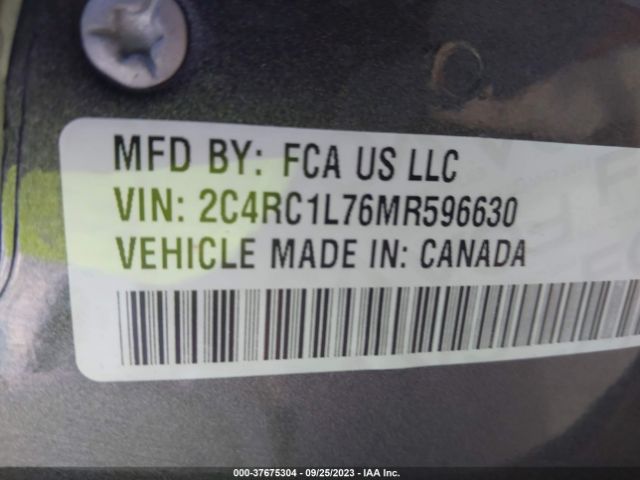 MFD BY: FCA US LLC
VIN: 2C4RC1L76MR596630
VEHICLE MADE IN: CANADA
000-37675304 - 09/25/2023 - IAA Inc.